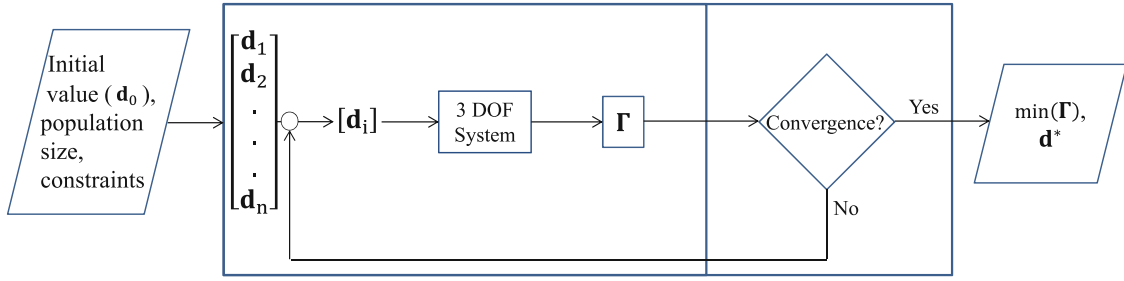 Initial
value (d₀),
population
size,
constraints
[d₁
d₂
.
.
.
dₙ]
[dᵢ]
3 DOF
System
Γ
Convergence?
Yes
No
min(Γ),
d*